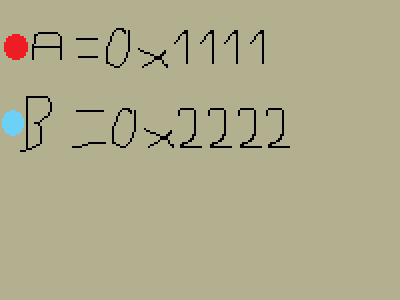 A = 0x1111
B = 0x2222